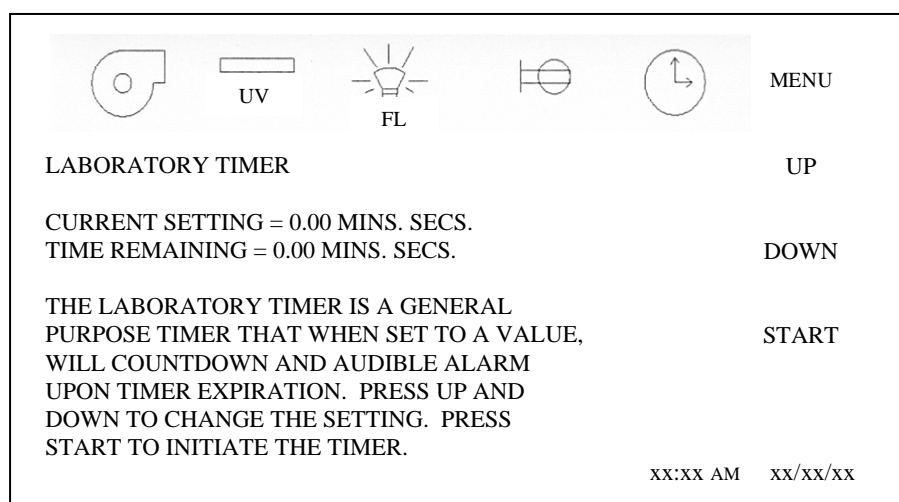 UV
FL
MENU
LABORATORY TIMER
UP
CURRENT SETTING = 0.00 MINS. SECS.
TIME REMAINING = 0.00 MINS. SECS.
DOWN
THE LABORATORY TIMER IS A GENERAL
PURPOSE TIMER THAT WHEN SET TO A VALUE,
START
WILL COUNTDOWN AND AUDIBLE ALARM
UPON TIMER EXPIRATION. PRESS UP AND
DOWN TO CHANGE THE SETTING. PRESS
START TO INITIATE THE TIMER.
xx:xx AM xx/xx/xx